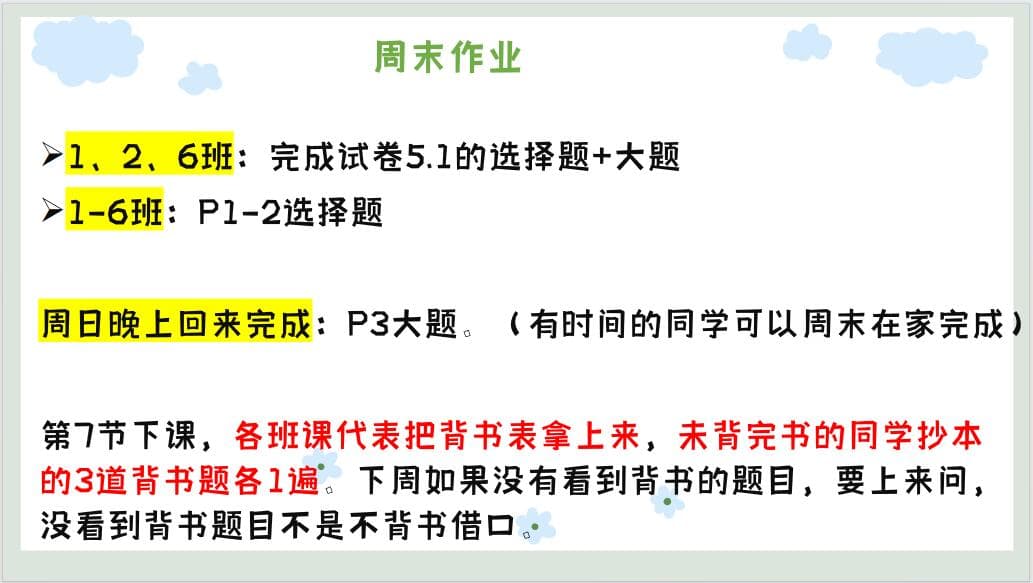 周末作业
➢1、2、6班：完成试卷5.1的选择题+大题
➢1-6班：P1-2选择题
周日晚上回来完成：P3大题。（有时间的同学可以周末在家完成）
第7节下课，各班课代表把背书表拿上来，未背完书的同学抄本
的3道背书题各1遍。下周如果没有看到背书的题目，要上来问，
没看到背书题目不是不背书借口。